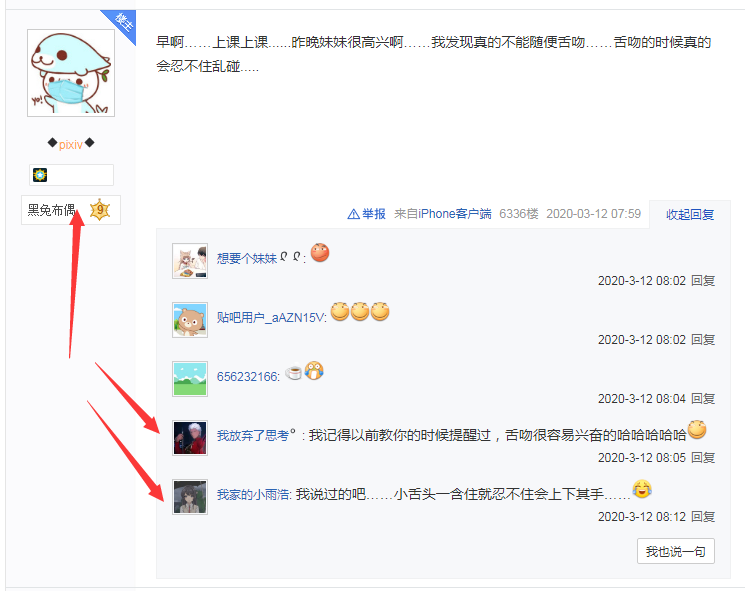 楼主
早啊……上课上课......昨晚妹妹很高兴啊……我发现真的不能随便舌吻……舌吻的时候真的
会忍不住乱碰.....
yo!
◆pixiv◆
黑兔布偶 9
举报 来自iPhone客户端 6336楼 2020-03-12 07:59 收起回复
想要个妹妹ᢈᢈ:
2020-3-12 08:02 回复
贴吧用户_aAZN15V:
2020-3-12 08:02 回复
656232166:
2020-3-12 08:04 回复
我放弃了思考°: 我记得以前教你的时候提醒过，舌吻很容易兴奋的哈哈哈哈哈
2020-3-12 08:05 回复
我家的小雨浩: 我说过的吧……小舌头一含住就忍不住会上下其手……
2020-3-12 08:12 回复
我也说一句